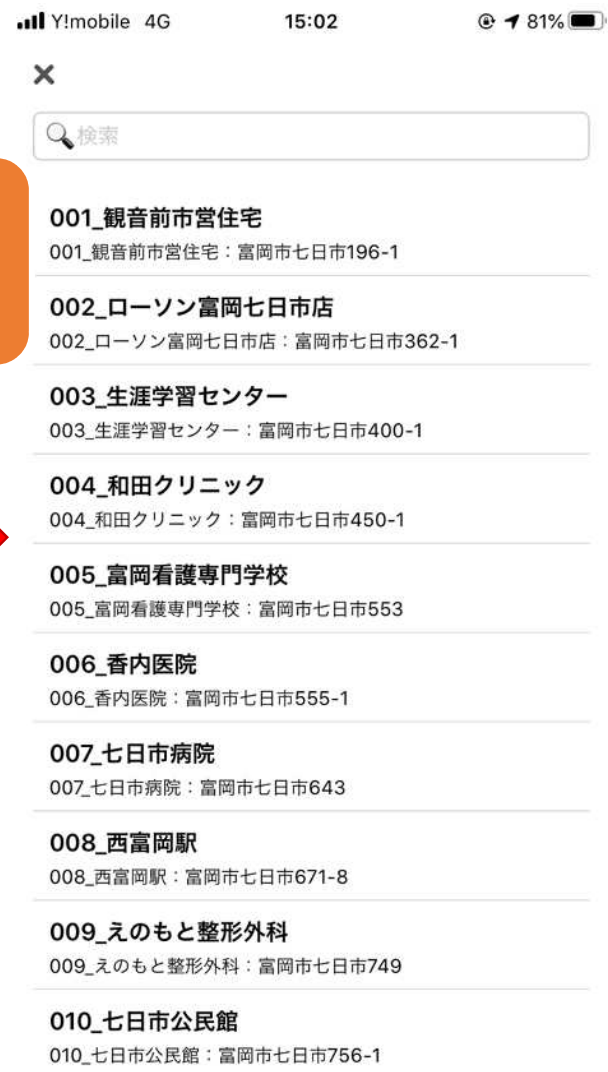 Y!mobile 4G 15:02 81%
×
検索
001_観音前市営住宅
001_観音前市営住宅：富岡市七日市196-1
002_ローソン富岡七日市店
002_ローソン富岡七日市店：富岡市七日市362-1
003_生涯学習センター
003_生涯学習センター：富岡市七日市400-1
004_和田クリニック
004_和田クリニック：富岡市七日市450-1
005_富岡看護専門学校
005_富岡看護専門学校：富岡市七日市553
006_香内医院
006_香内医院：富岡市七日市555-1
007_七日市病院
007_七日市病院：富岡市七日市643
008_西富岡駅
008_西富岡駅：富岡市七日市671-8
009_えのもと整形外科
009_えのもと整形外科：富岡市七日市749
010_七日市公民館
010_七日市公民館：富岡市七日市756-1